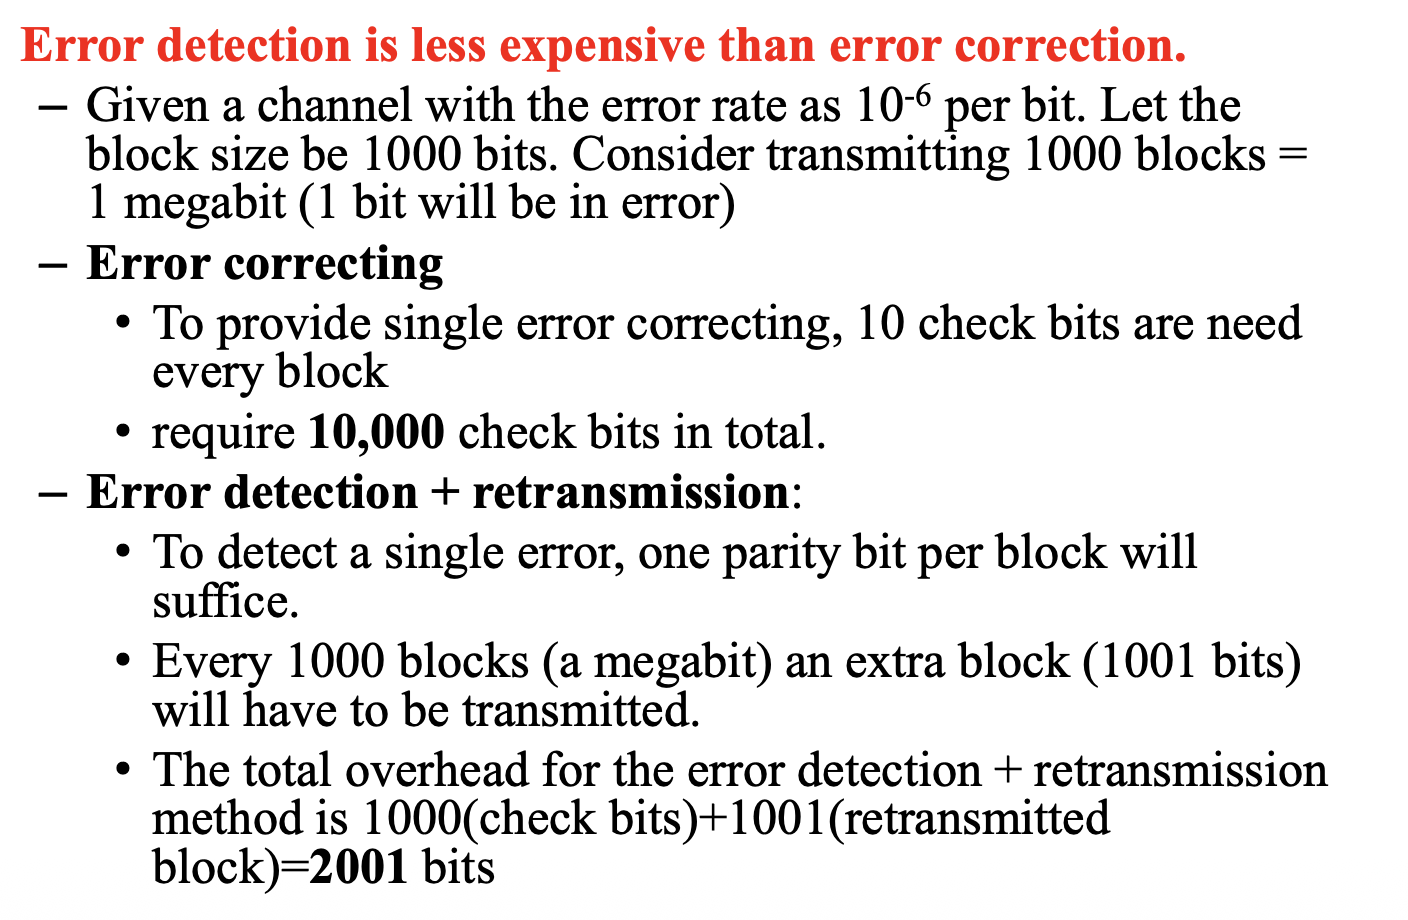 Error detection is less expensive than error correction.
– Given a channel with the error rate as 10⁻⁶ per bit. Let the
block size be 1000 bits. Consider transmitting 1000 blocks =
1 megabit (1 bit will be in error)
– Error correcting
• To provide single error correcting, 10 check bits are need
every block
• require 10,000 check bits in total.
– Error detection + retransmission:
• To detect a single error, one parity bit per block will
suffice.
• Every 1000 blocks (a megabit) an extra block (1001 bits)
will have to be transmitted.
• The total overhead for the error detection + retransmission
method is 1000(check bits)+1001(retransmitted
block)=2001 bits